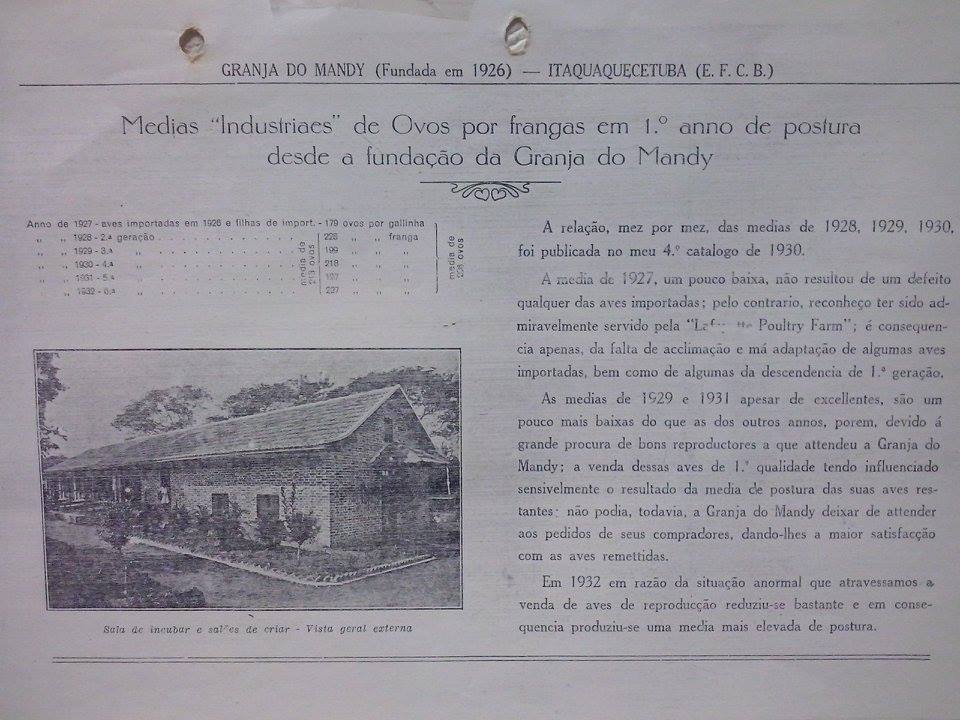 GRANJA DO MANDY (Fundada em 1926) — ITAQUAQUECETUBA (E. F. C. B.)
Medias "Industriaes" de Ovos por frangas em 1.º anno de postura
desde a fundação da Granja do Mandy
Anno de 1927 - aves importadas em 1926 e filhas de import. - 179 ovos por gallinha
„ „ 1928 - 2.ª geração . . . . 228 „ „ franga
„ „ 1929 - 3.ª . . . . 199 „ „ „
„ „ 1930 - 4.ª . . . . 218 „ „ „
„ „ 1931 - 5.ª . . . . „ „ „
„ „ 1932 - 6.ª . . . . 227 „ „ „
media de
213 ovos
media de
ovos
A relação, mez por mez, das medias de 1928, 1929, 1930,
foi publicada no meu 4.º catalogo de 1930.
A media de 1927, um pouco baixa, não resultou de um defeito
qualquer das aves importadas; pelo contrario, reconheço ter sido ad-
miravelmente servido pela " Poultry Farm"; é consequen-
cia apenas, da falta de acclimação e má adaptação de algumas aves
importadas, bem como de algumas da descendencia de 1.ª geração.
As medias de 1929 e 1931 apesar de excellentes, são um
pouco mais baixas do que as dos outros annos, porem, devido á
grande procura de bons reproductores a que attendeu a Granja do
Mandy; a venda dessas aves de 1.ª qualidade tendo influenciado
sensivelmente o resultado da media de postura das suas aves res-
tantes; não podia, todavia, a Granja do Mandy deixar de attender
aos pedidos de seus compradores, dando-lhes a maior satisfacção
com as aves remettidas.
Em 1932 em razão da situação anormal que atravessamos a
venda de aves de reproducção reduziu-se bastante e em conse-
quencia produziu-se uma media mais elevada de postura.
Sala de incubar e salões de criar - Vista geral externa